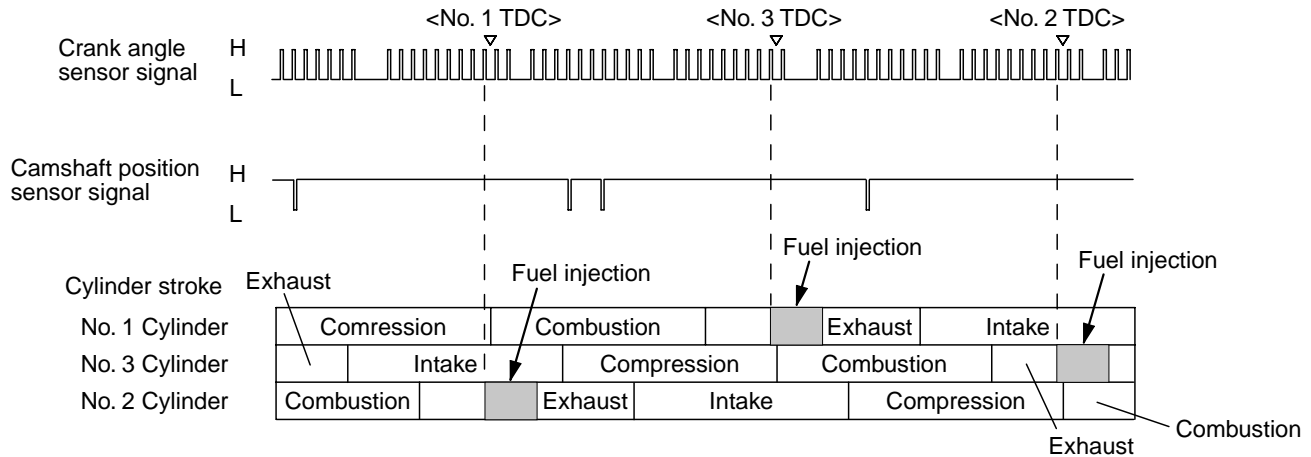 <No. 1 TDC>
<No. 3 TDC>
<No. 2 TDC>
Crank angle
sensor signal
H
L
Camshaft position
sensor signal
H
L
Fuel injection
Fuel injection
Fuel injection
Cylinder stroke
Exhaust
No. 1 Cylinder
Comression
Combustion
Exhaust
Intake
No. 3 Cylinder
Intake
Compression
Combustion
No. 2 Cylinder
Combustion
Exhaust
Intake
Compression
Combustion
Exhaust